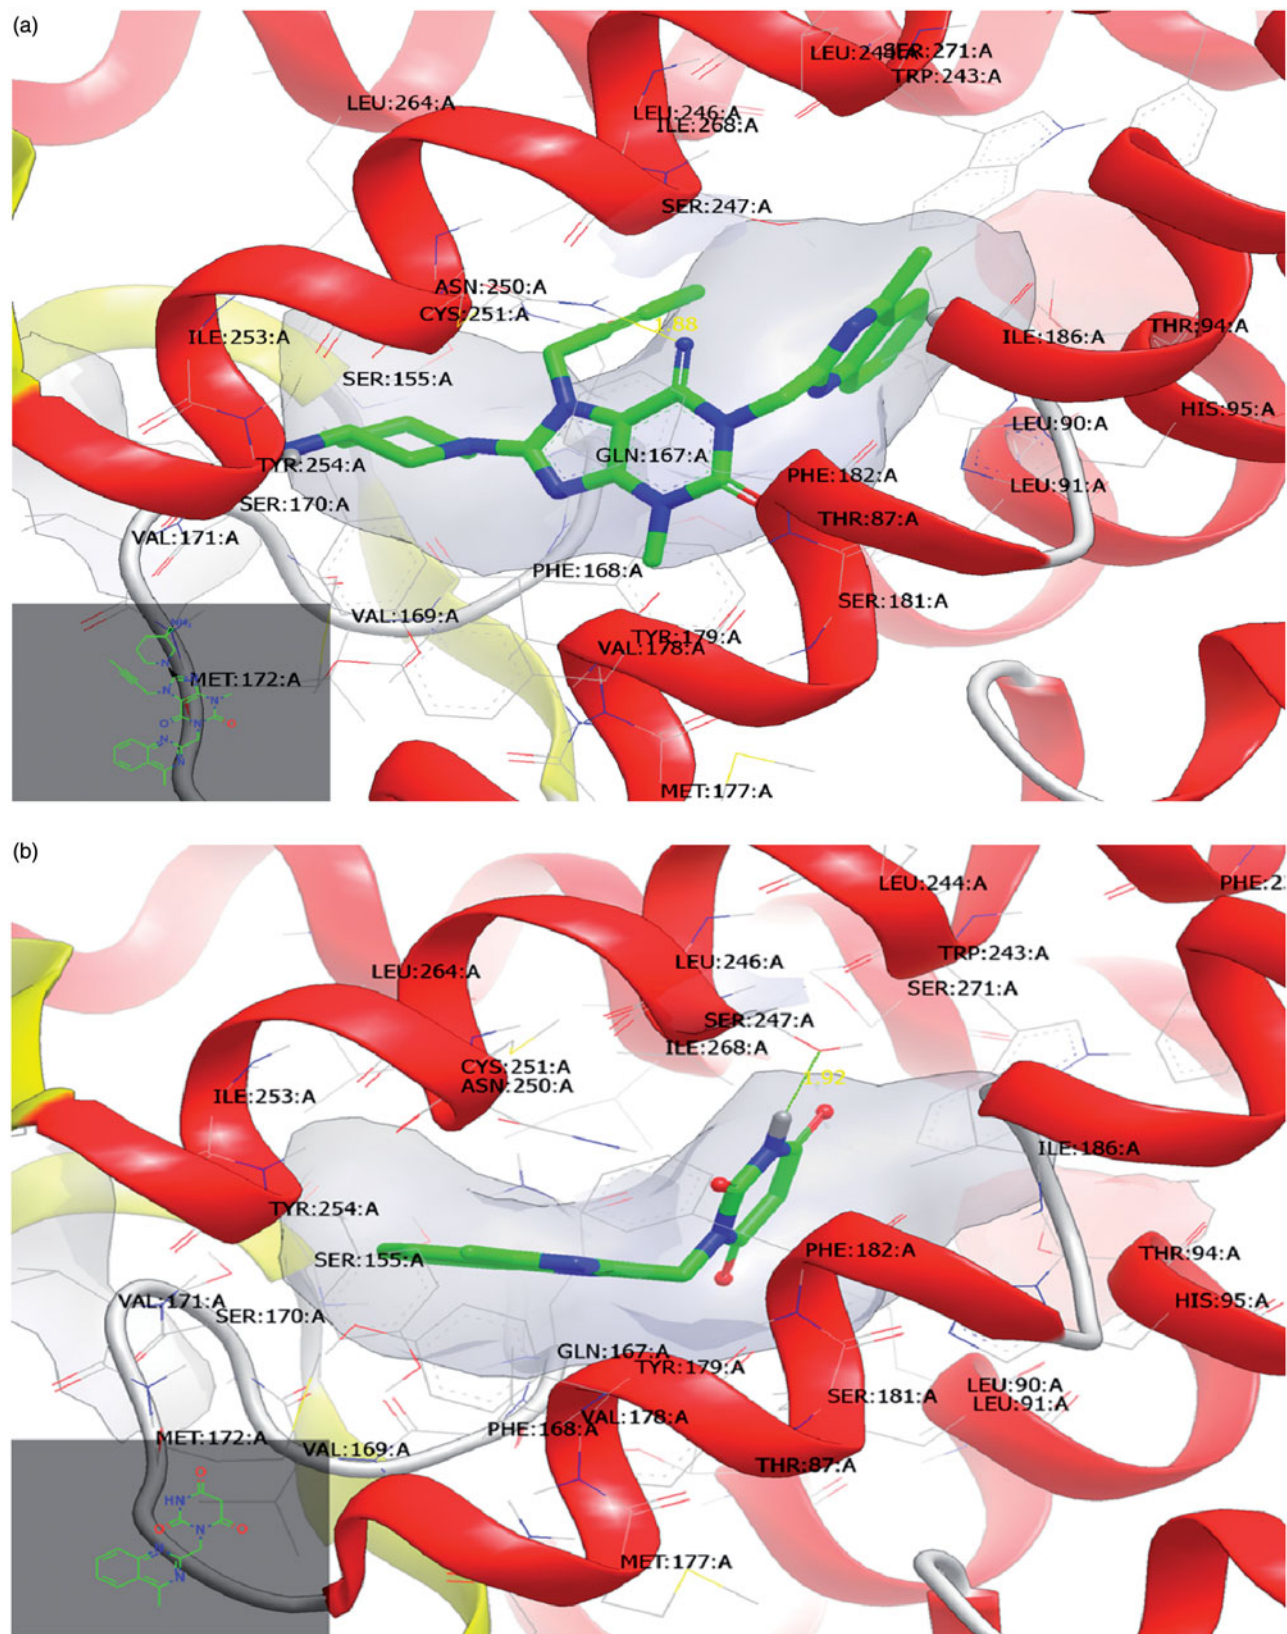 (a)
LEU:244:A
SER:271:A
TRP:243:A
LEU:264:A
LEU:246:A
ILE:268:A
SER:247:A
ASN:250:A
CYS:251:A
1.88
ILE:253:A
ILE:186:A
THR:94:A
SER:155:A
HIS:95:A
LEU:90:A
GLN:167:A
TYR:254:A
PHE:182:A
LEU:91:A
SER:170:A
THR:87:A
VAL:171:A
PHE:168:A
SER:181:A
VAL:169:A
TYR:179:A
VAL:178:A
NH₂
MET:172:A
N
N
N
N
N
O
O
N
N
N
MET:177:A
(b)
LEU:244:A
PHE:2
LEU:246:A
TRP:243:A
LEU:264:A
SER:271:A
SER:247:A
ILE:268:A
CYS:251:A
1.92
ASN:250:A
ILE:253:A
ILE:186:A
TYR:254:A
PHE:182:A
THR:94:A
SER:155:A
VAL:171:A
HIS:95:A
SER:170:A
GLN:167:A
TYR:179:A
LEU:90:A
SER:181:A
LEU:91:A
VAL:178:A
PHE:168:A
MET:172:A
VAL:169:A
THR:87:A
O
HN
O
N
O
N
N
MET:177:A